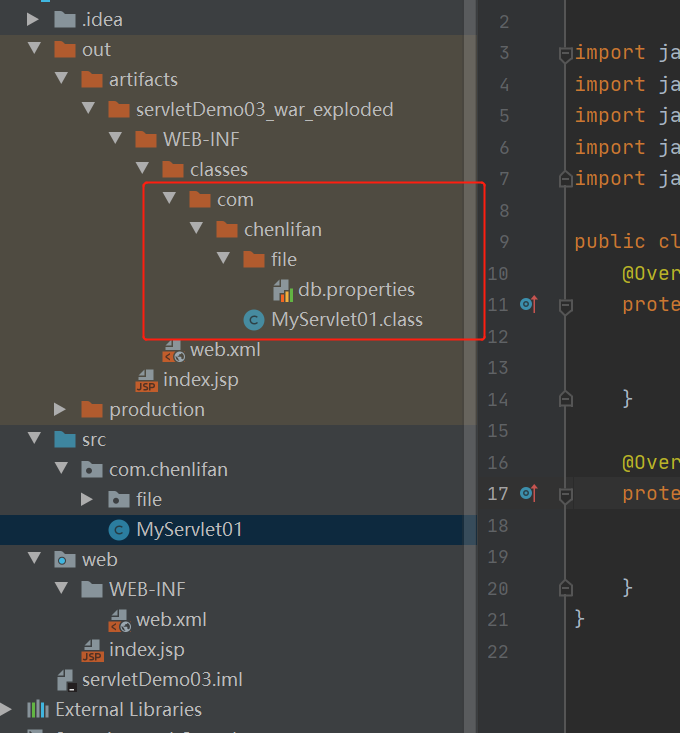 .idea
out
artifacts
servletDemo03_war_exploded
WEB-INF
classes
com
chenlifan
file
db.properties
MyServlet01.class
web.xml
JSP index.jsp
production
src
com.chenlifan
file
MyServlet01
web
WEB-INF
web.xml
JSP index.jsp
servletDemo03.iml
External Libraries
2
3 import ja
4 import ja
5 import ja
6 import ja
7 import ja
8
9 public cl
10 @Over
11 prote
12
13
14 }
15
16 @Over
17 prote
18
19
20 }
21 }
22